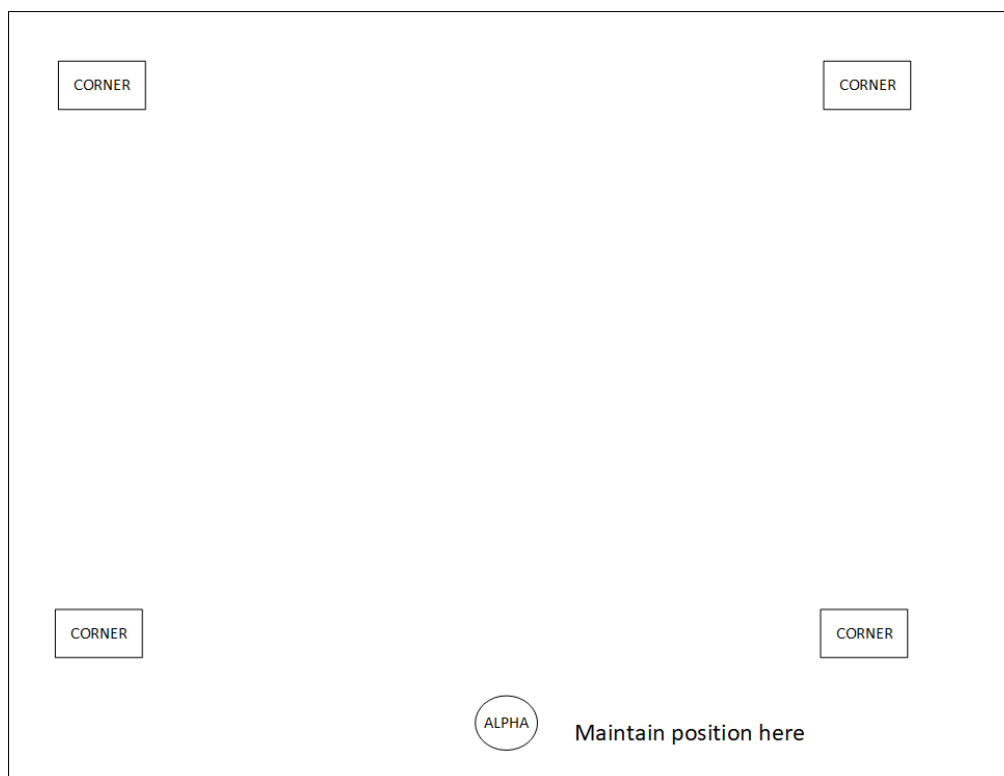 CORNER
CORNER
CORNER
CORNER
ALPHA
Maintain position here